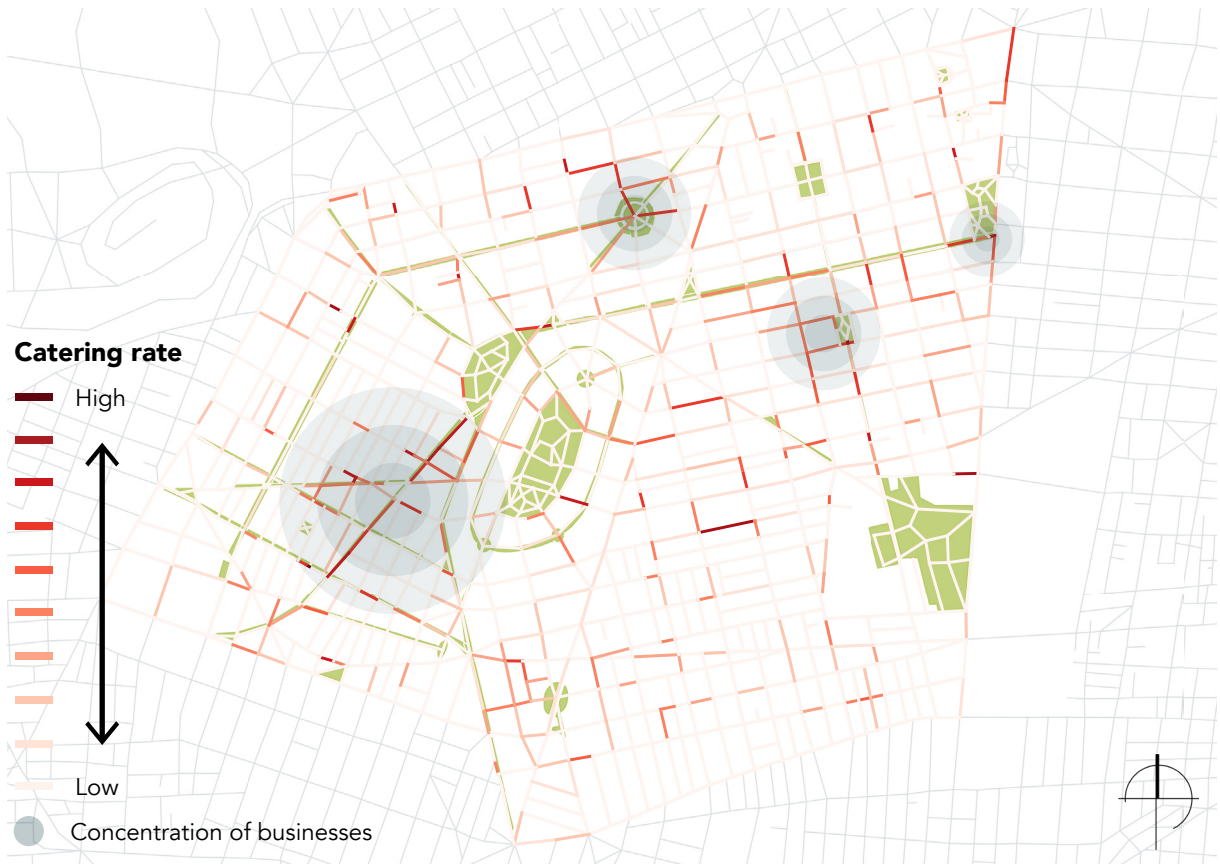 Catering rate
High
Low
Concentration of businesses